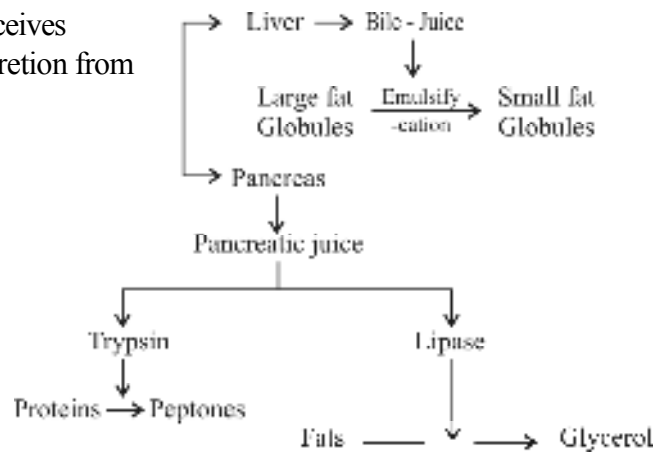 ceives
retion from
Liver → Bile - Juice
Large fat Emulsify Small fat
Globules -cation Globules
Pancreas
Pancreatic juice
Trypsin Lipase
Proteins → Peptones
Fats → Glycerol